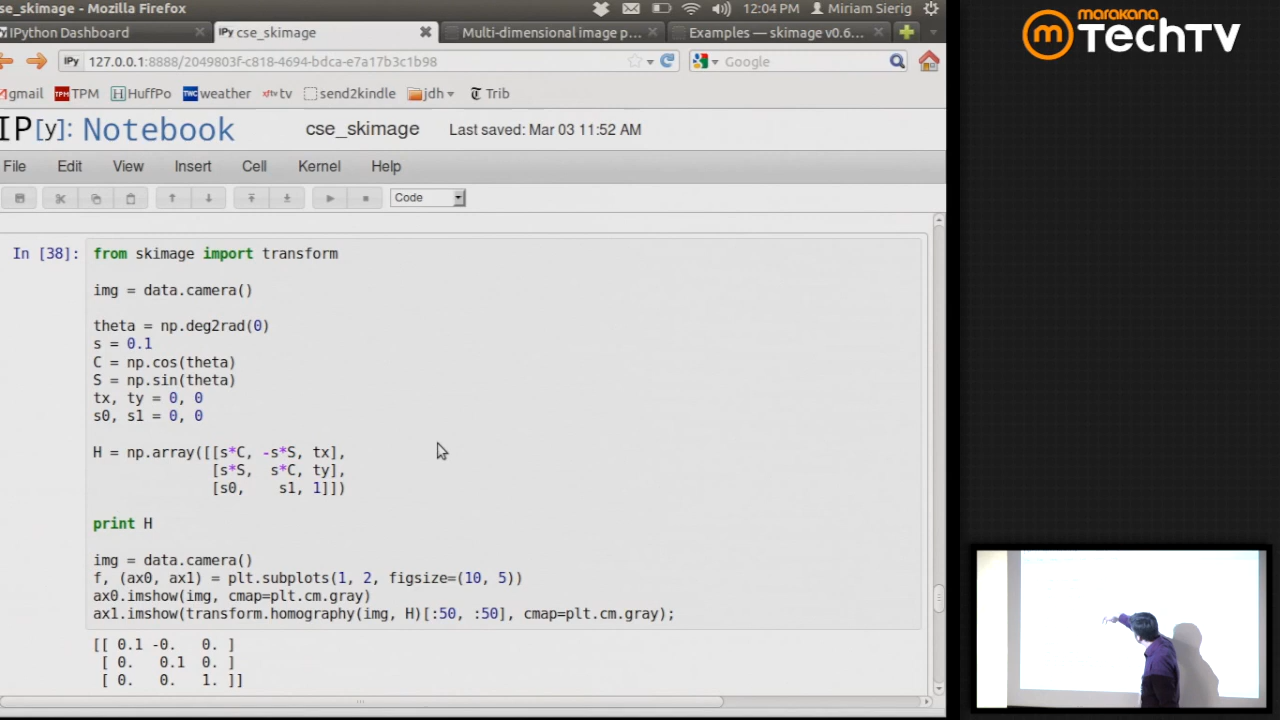 se_skimage - Mozilla Firefox
12:04 PM
Miriam Sierig
IPython Dashboard
IPy cse_skimage
Multi-dimensional image p...
Examples — skimage v0.6...
IPy 127.0.0.1:8888/2049803f-c818-4694-bdca-e7a17b3c1b98
Google
gmail
TPM TPM
H HuffPo
TWC weather
xftv tv
send2kindle
jdh
T Trib
IP[y]: Notebook
cse_skimage
Last saved: Mar 03 11:52 AM
File Edit View Insert Cell Kernel Help
Code
In [38]:
from skimage import transform
img = data.camera()
theta = np.deg2rad(0)
s = 0.1
C = np.cos(theta)
S = np.sin(theta)
tx, ty = 0, 0
s0, s1 = 0, 0
H = np.array([[s*C, -s*S, tx],
[s*S, s*C, ty],
[s0, s1, 1]])
print H
img = data.camera()
f, (ax0, ax1) = plt.subplots(1, 2, figsize=(10, 5))
ax0.imshow(img, cmap=plt.cm.gray)
ax1.imshow(transform.homography(img, H)[:50, :50], cmap=plt.cm.gray);
[[ 0.1 -0. 0. ]
[ 0. 0.1 0. ]
[ 0. 0. 1. ]]
marakana
m TechTV